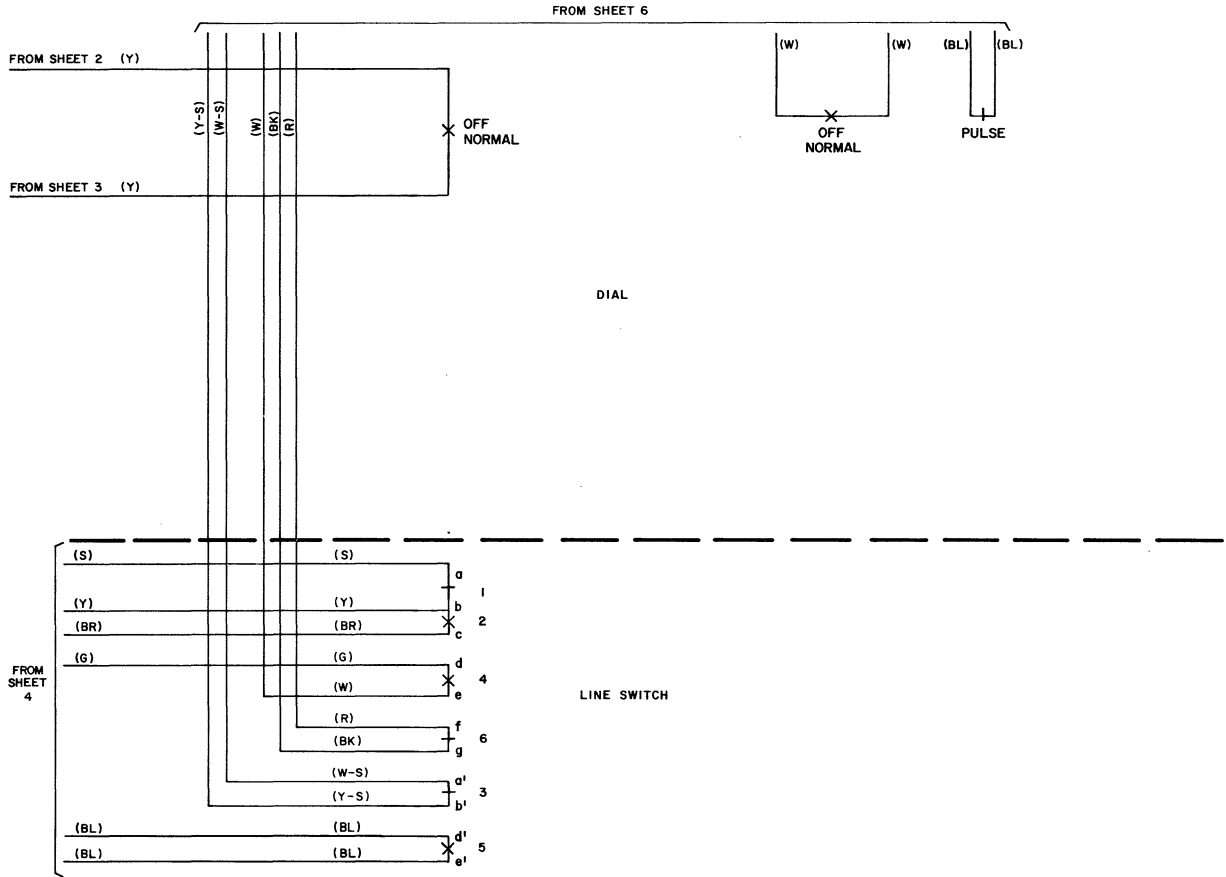 FROM SHEET 6
FROM SHEET 2 (Y)
(W) (W) (BL) (BL)
(Y-S) (W-S) (W) (BK) (R)
OFF NORMAL
OFF NORMAL
PULSE
FROM SHEET 3 (Y)
DIAL
(S) (S) a
1
(Y) (Y) b
2
(BR) (BR) c
(G) (G) d
4
(W) e
FROM SHEET 4
LINE SWITCH
(R) f
6
(BK) g
(W-S) a'
3
(Y-S) b'
(BL) (BL) d'
5
(BL) (BL) e'